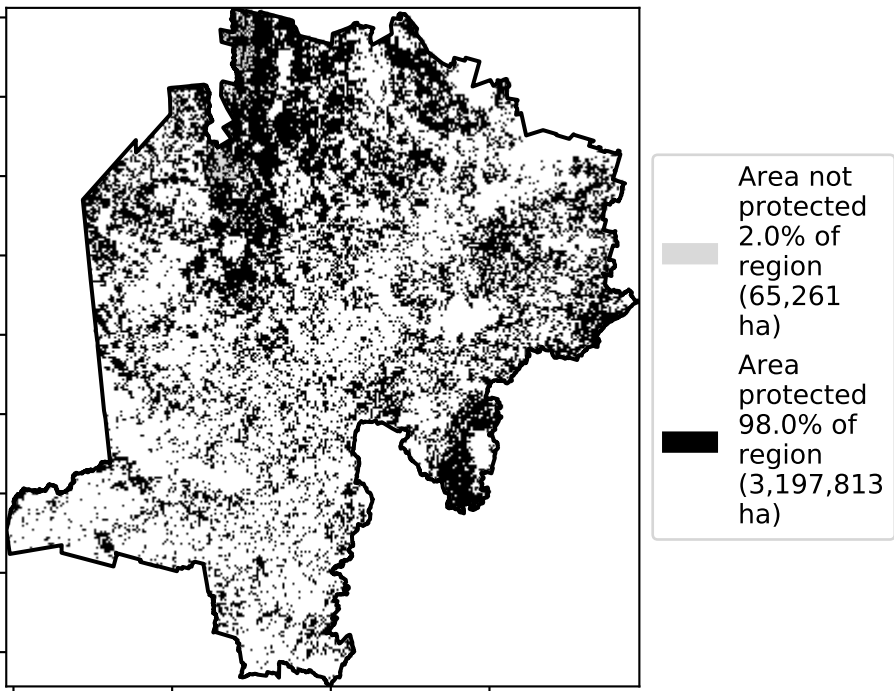 Area not
protected
2.0% of
region
(65,261
ha)
Area
protected
98.0% of
region
(3,197,813
ha)